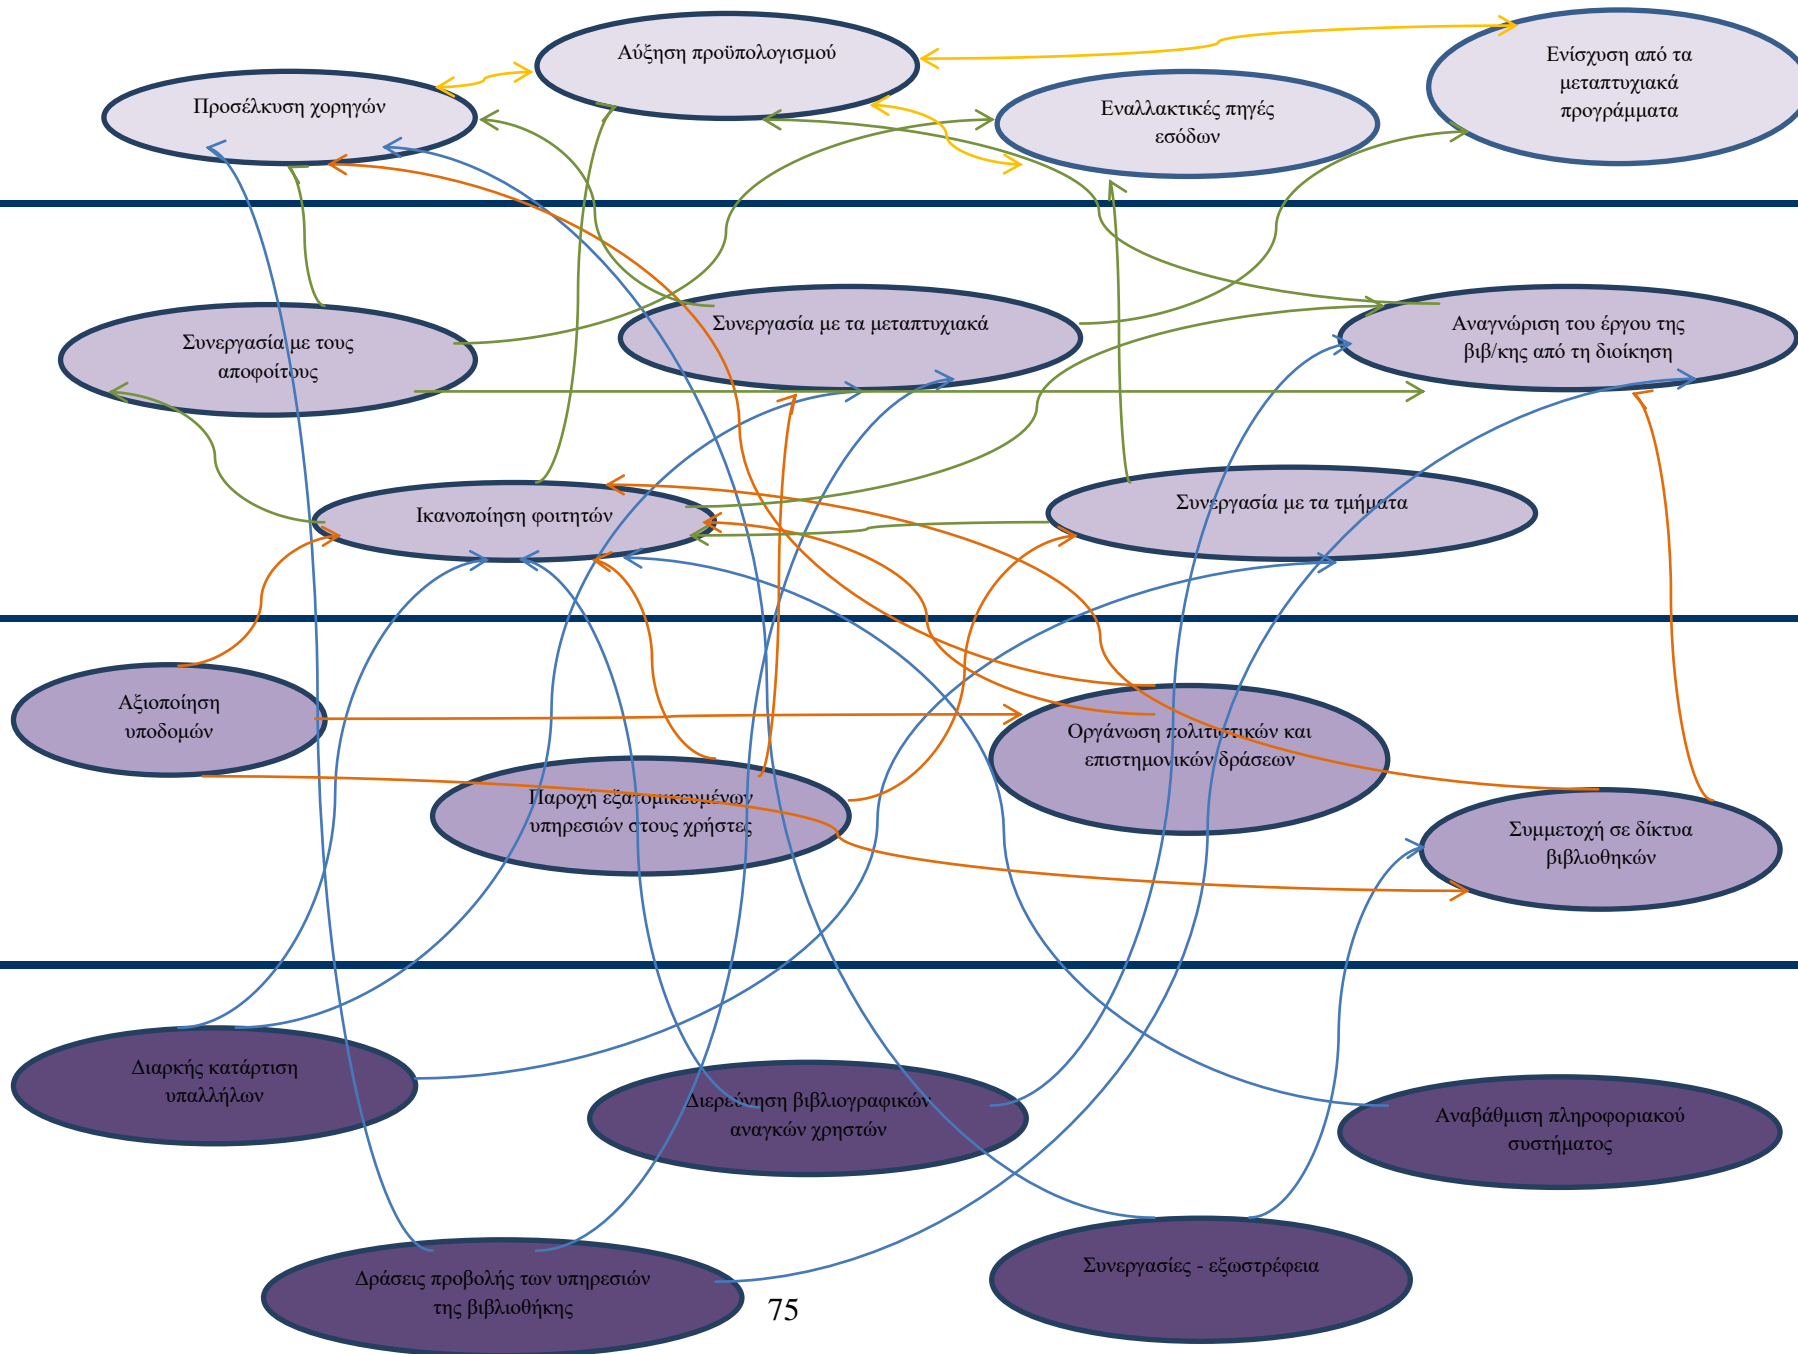 Αύξηση προϋπολογισμού
Ενίσχυση από τα
μεταπτυχιακά
προγράμματα
Προσέλκυση χορηγών
Εναλλακτικές πηγές
εσόδων
Συνεργασία με τους
αποφοίτους
Συνεργασία με τα μεταπτυχιακά
Αναγνώριση του έργου της
βιβ/κης από τη διοίκηση
Ικανοποίηση φοιτητών
Συνεργασία με τα τμήματα
Αξιοποίηση
υποδομών
Οργάνωση πολιτιστικών και
επιστημονικών δράσεων
Παροχή εξατομικευμένων
υπηρεσιών στους χρήστες
Συμμετοχή σε δίκτυα
βιβλιοθηκών
Διαρκής κατάρτιση
υπαλλήλων
Διερεύνηση βιβλιογραφικών
αναγκών χρηστών
Αναβάθμιση πληροφοριακού
συστήματος
Δράσεις προβολής των υπηρεσιών
της βιβλιοθήκης
Συνεργασίες - εξωστρέφεια
75